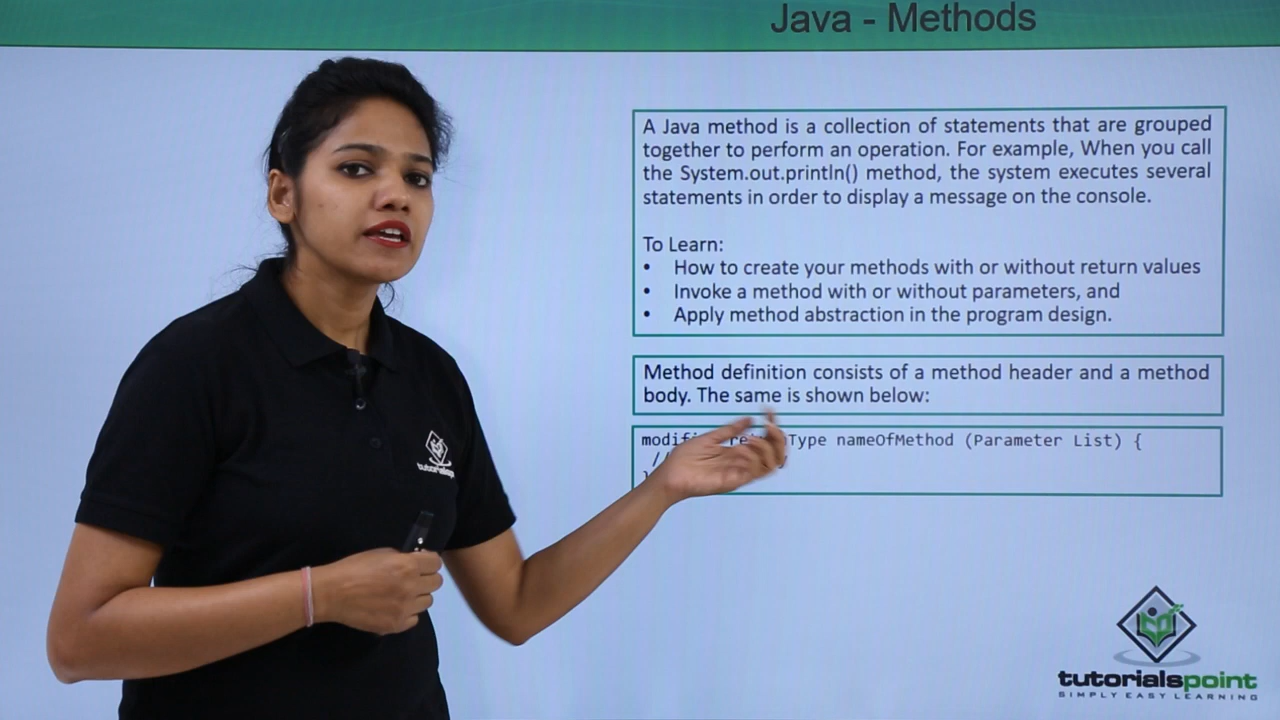 Java - Methods
A Java method is a collection of statements that are grouped
together to perform an operation. For example, When you call
the System.out.println() method, the system executes several
statements in order to display a message on the console.
To Learn:
• How to create your methods with or without return values
• Invoke a method with or without parameters, and
• Apply method abstraction in the program design.
Method definition consists of a method header and a method
body. The same is shown below:
nameOfMethod (Parameter List) {
//
tutorialspoint
SIMPLY EASY LEARNING